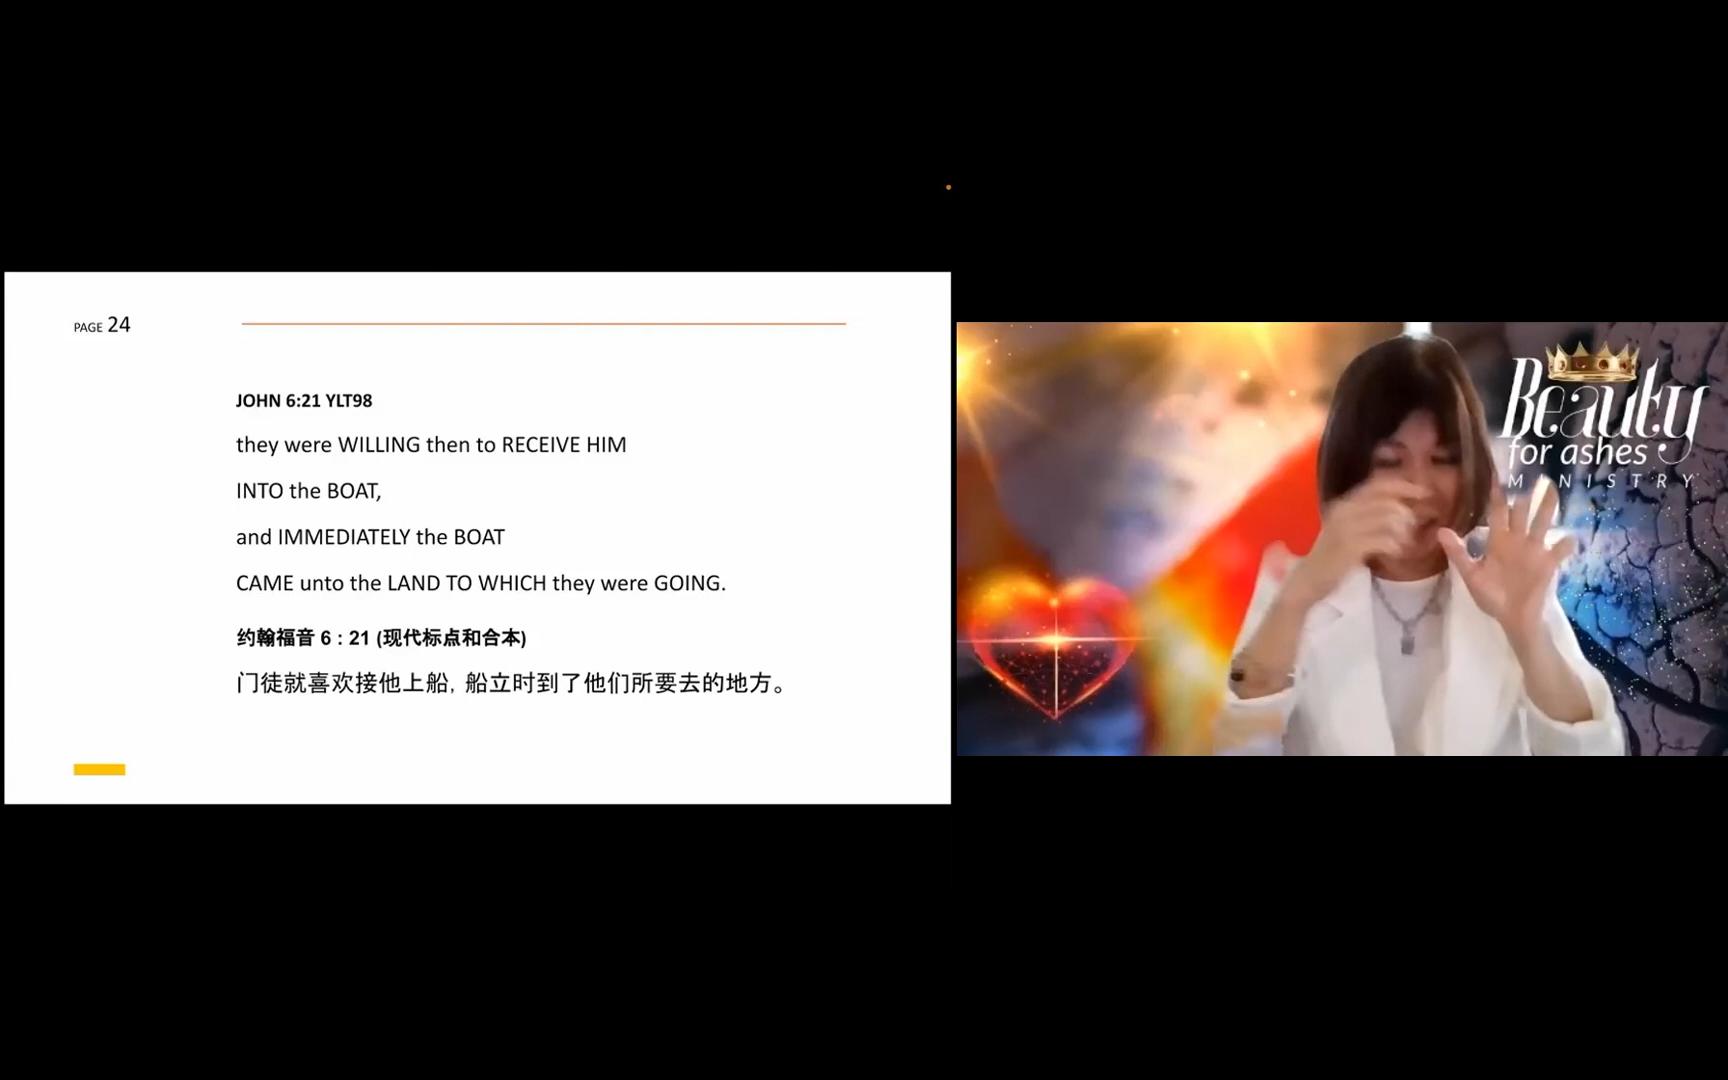 PAGE 24
JOHN 6:21 YLT98
they were WILLING then to RECEIVE HIM
INTO the BOAT,
and IMMEDIATELY the BOAT
CAME unto the LAND TO WHICH they were GOING.
约翰福音 6 : 21 (现代标点和合本)
门徒就喜欢接他上船, 船立时到了他们所要去的地方。
Beauty
for ashes
MINISTRY